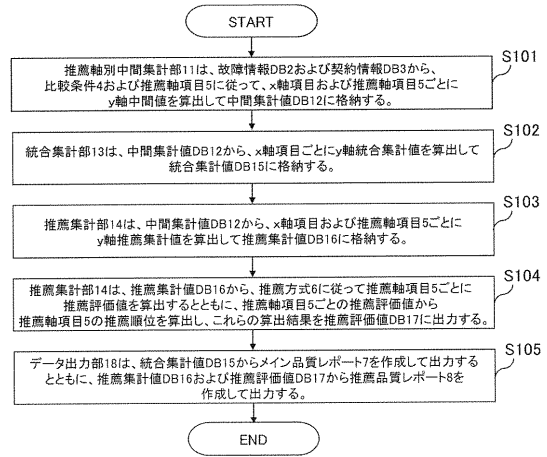 START
S101
推薦軸別中間集計部11は、故障情報DB2および契約情報DB3から、
比較条件4および推薦軸項目5に従って、x軸項目および推薦軸項目5ごとに
y軸中間値を算出して中間集計値DB12に格納する。
S102
統合集計部13は、中間集計値DB12から、x軸項目ごとにy軸統合集計値を算出して
統合集計値DB15に格納する。
S103
推薦集計部14は、中間集計値DB12から、x軸項目および推薦軸項目5ごとに
y軸推薦集計値を算出して推薦集計値DB16に格納する。
S104
推薦集計部14は、推薦集計値DB16から、推薦方式6に従って推薦軸項目5ごとに
推薦評価値を算出するとともに、推薦軸項目5ごとの推薦評価値から
推薦軸項目5の推薦順位を算出し、これらの算出結果を推薦評価値DB17に出力する。
S105
データ出力部18は、統合集計値DB15からメイン品質レポート7を作成して出力する
とともに、推薦集計値DB16および推薦評価値DB17から推薦品質レポート8を
作成して出力する。
END